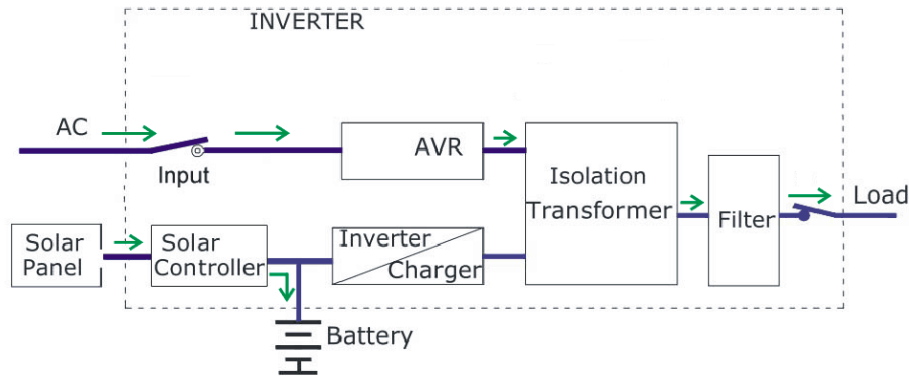 INVERTER
AC
Input
AVR
Isolation
Transformer
Filter
Load
Solar
Panel
Solar
Controller
Inverter
Charger
Battery